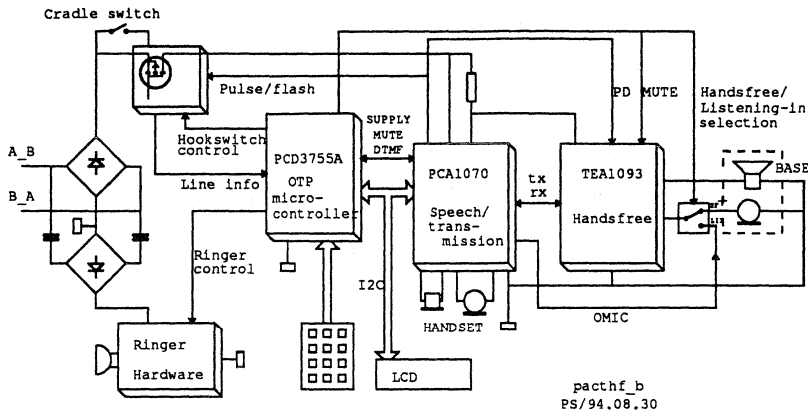 Cradle switch
Pulse/flash
PD MUTE
Handsfree/
Listening-in
selection
Hookswitch
control
SUPPLY
MUTE
DTMF
A_B
B_A
Line info
PCD3755A
OTP
micro-
controller
PCA1070
Speech/
trans-
mission
tx
rx
TEA1093
Handsfree
BASE
HF
Ringer
control
I2C
HANDSET
OMIC
Ringer
Hardware
LCD
pacthf_b
PS/94.08.30